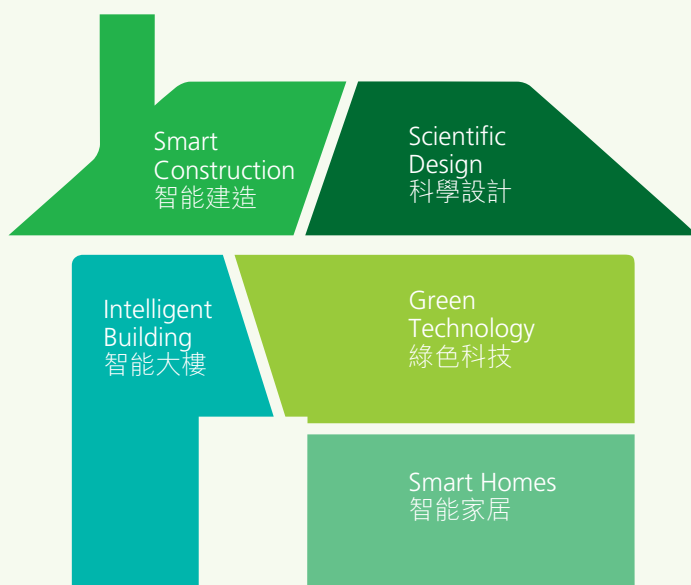 Smart
Construction
智能建造
Scientific
Design
科學設計
Intelligent
Building
智能大樓
Green
Technology
綠色科技
Smart Homes
智能家居